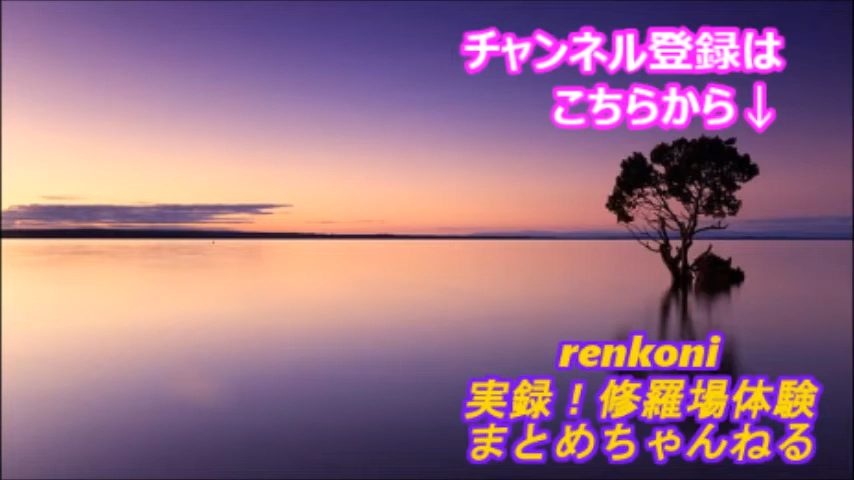 チャンネル登録は
こちらから↓
renkoni
実録！修羅場体験
まとめちゃんねる